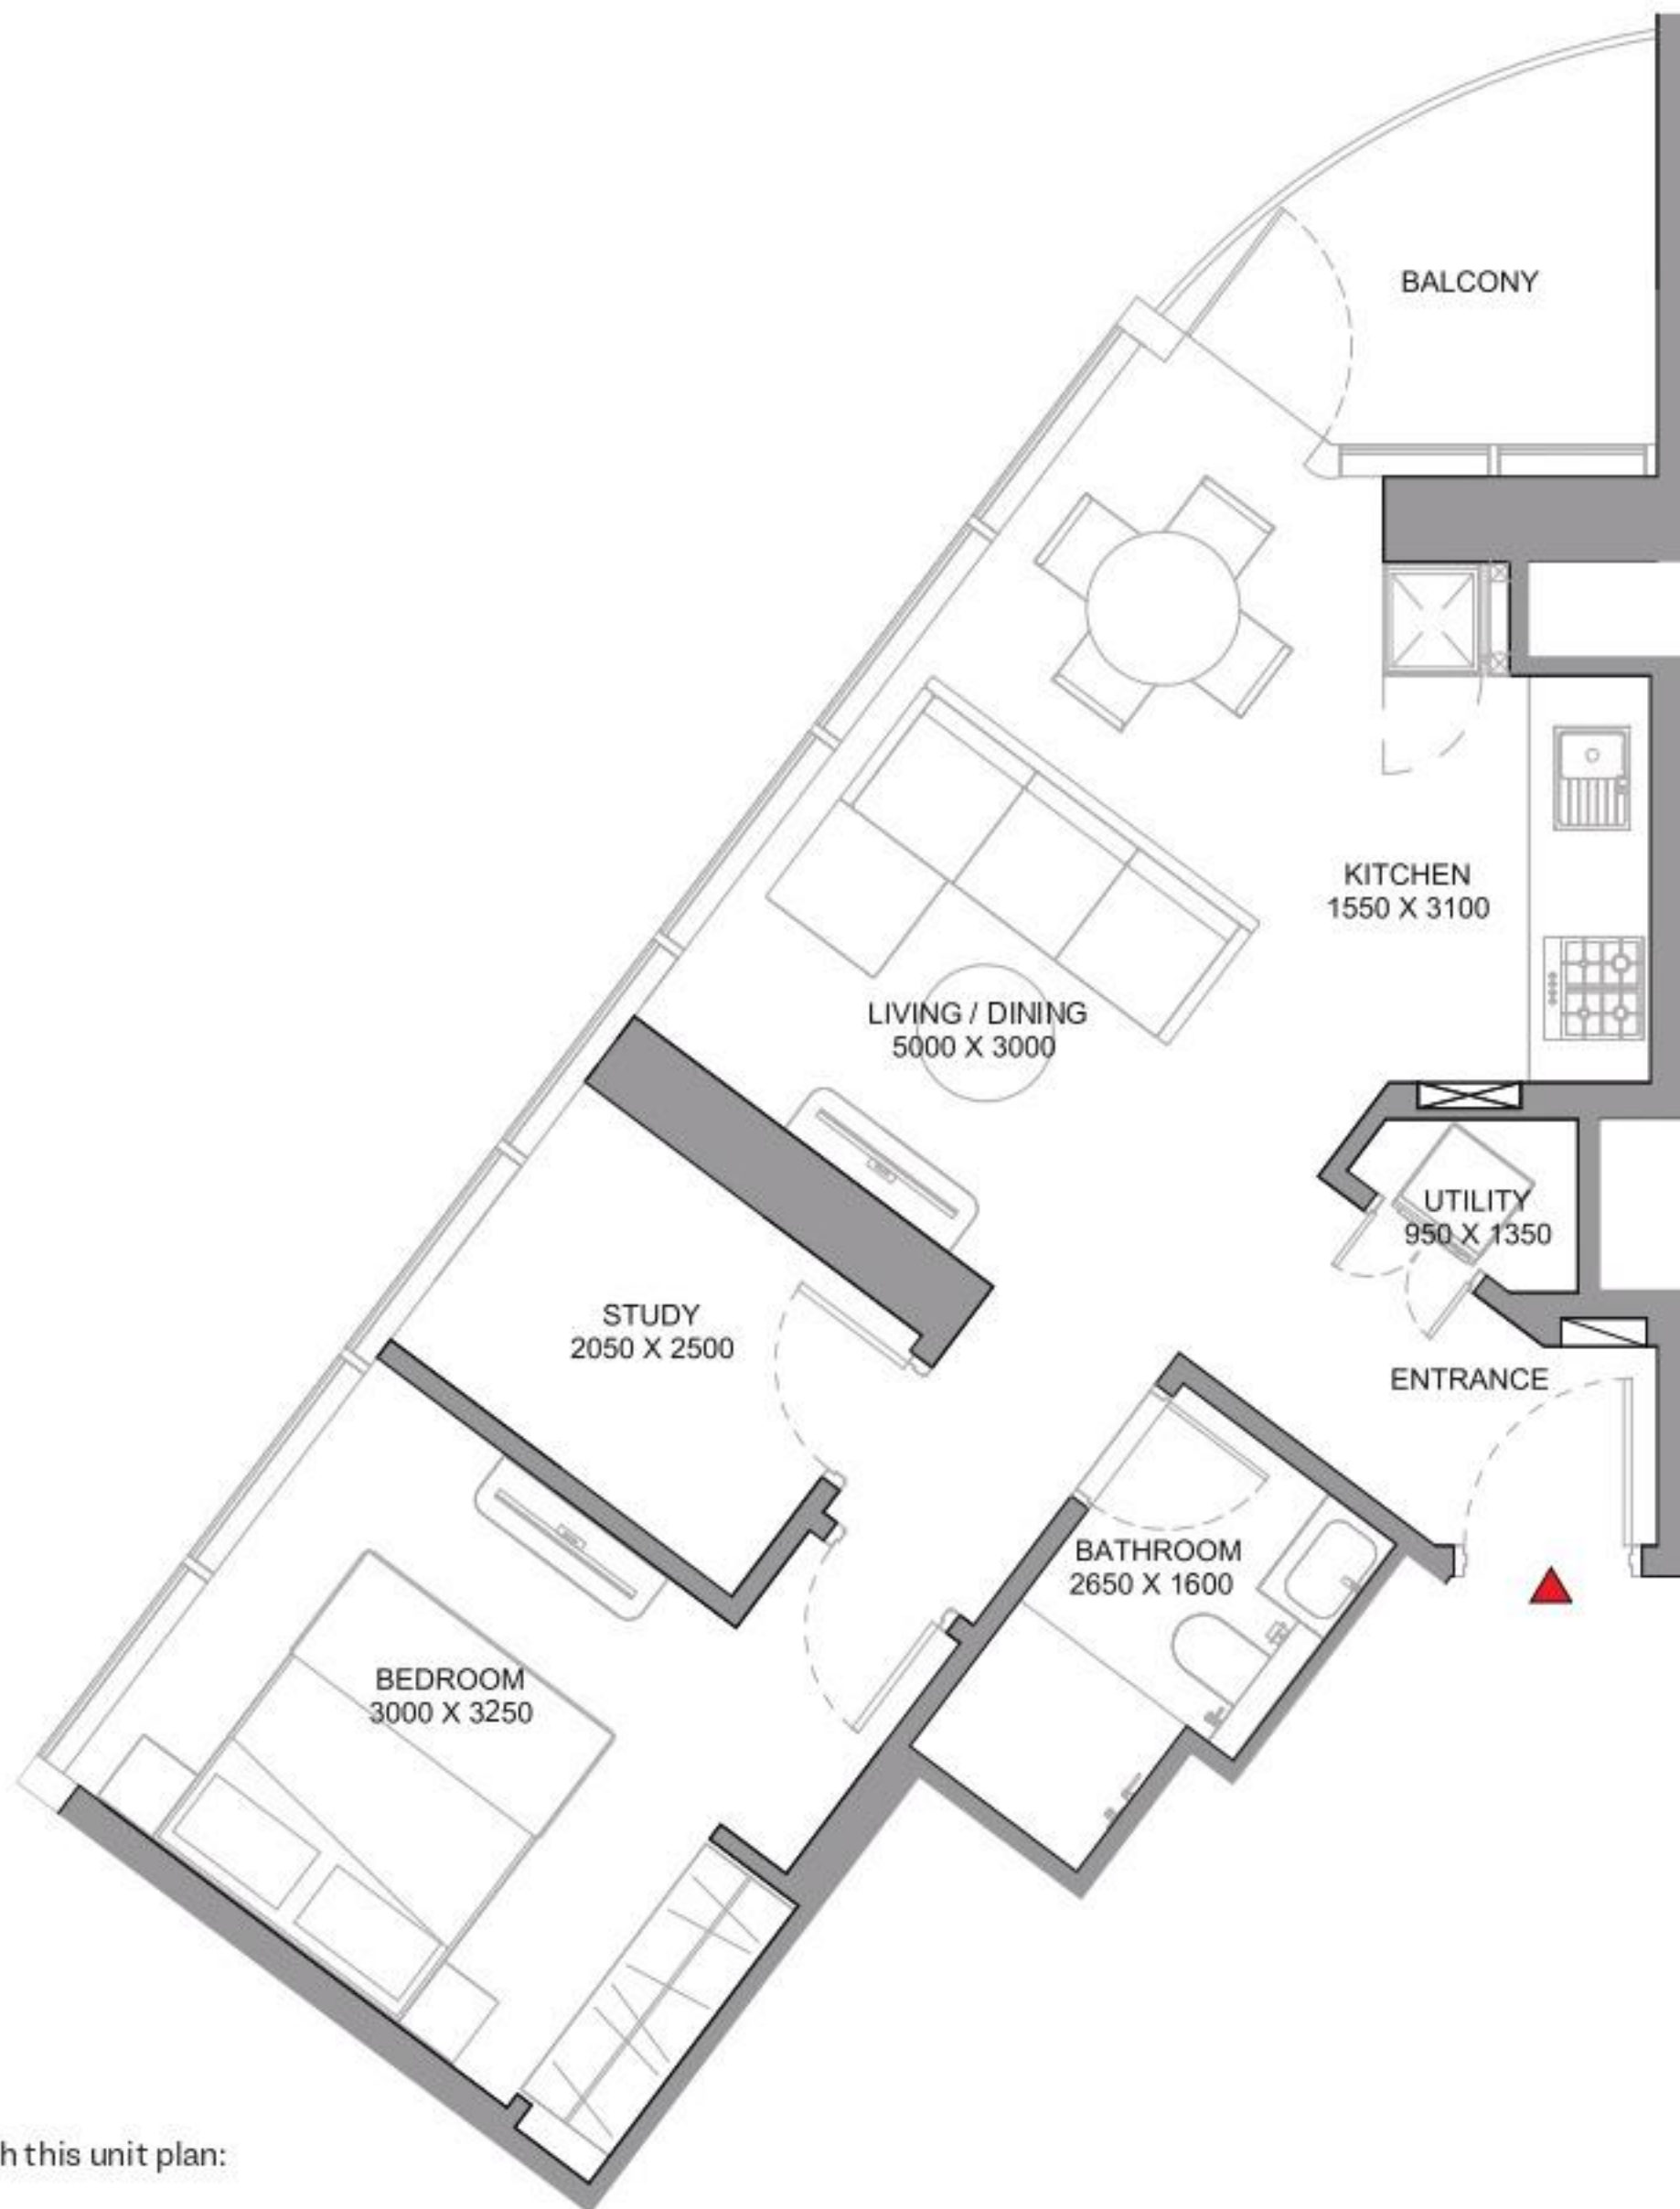 BALCONY
KITCHEN
1550 X 3100
LIVING / DINING
5000 X 3000
UTILITY
950 X 1350
STUDY
2050 X 2500
ENTRANCE
BATHROOM
2650 X 1600
BEDROOM
3000 X 3250
h this unit plan: